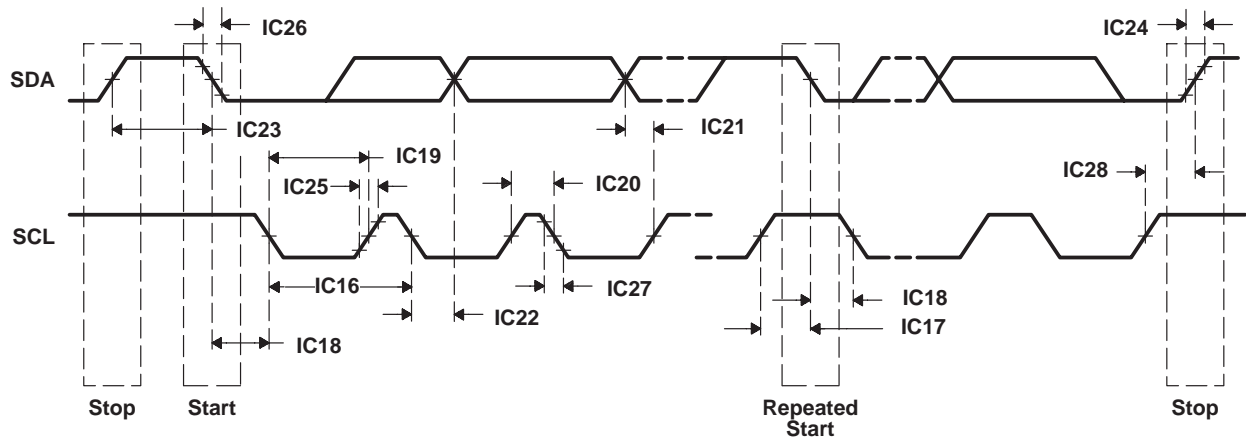 IC26
IC24
SDA
IC23
IC21
IC19
IC25
IC20
IC28
SCL
IC16
IC27
IC18
IC22
IC17
IC18
Stop
Start
Repeated
Start
Stop